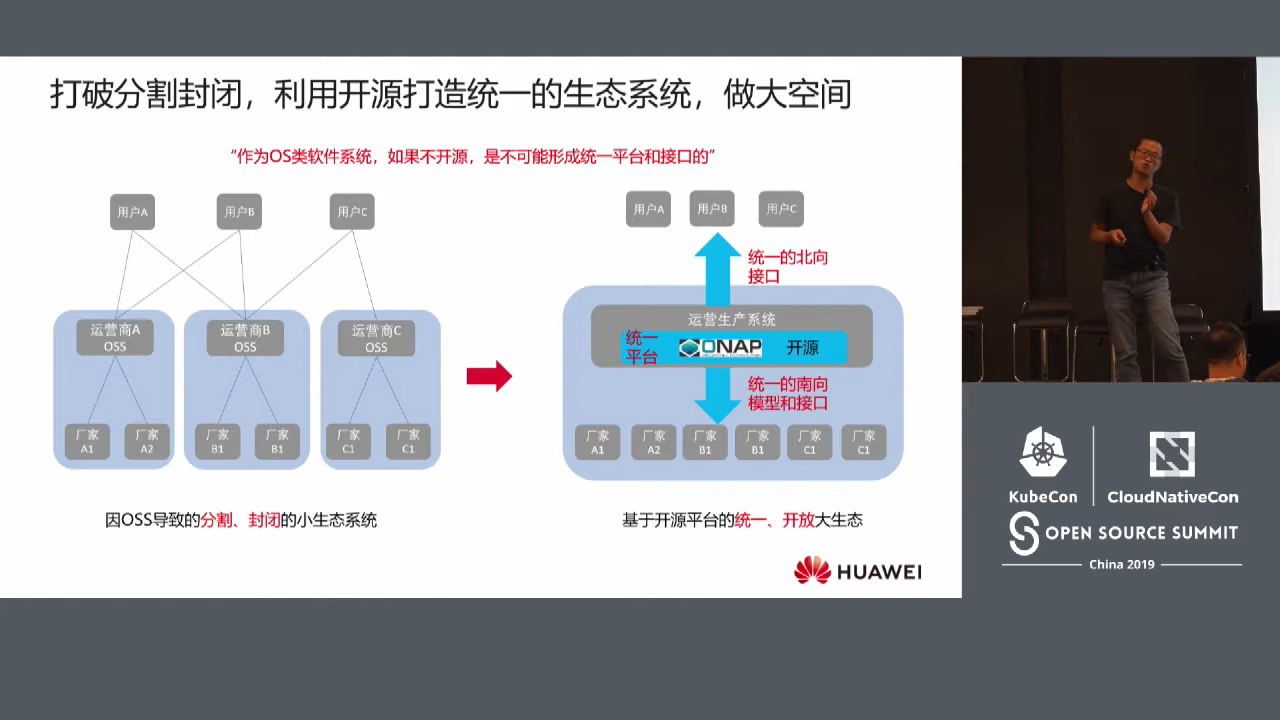 打破分割封闭，利用开源打造统一的生态系统，做大空间
“作为OS类软件系统，如果不开源，是不可能形成统一平台和接口的”
用户A
用户B
用户C
运营商A
OSS
运营商B
OSS
运营商C
OSS
厂家
A1
厂家
A2
厂家
B1
厂家
B1
厂家
C1
厂家
C1
因OSS导致的分割、封闭的小生态系统
用户A
用户B
用户C
统一的北向
接口
运营生产系统
统一
平台
ONAP
开源
统一的南向
模型和接口
厂家
A1
厂家
A2
厂家
B1
厂家
B1
厂家
C1
厂家
C1
基于开源平台的统一、开放大生态
HUAWEI
KubeCon
CloudNativeCon
OPEN SOURCE SUMMIT
China 2019